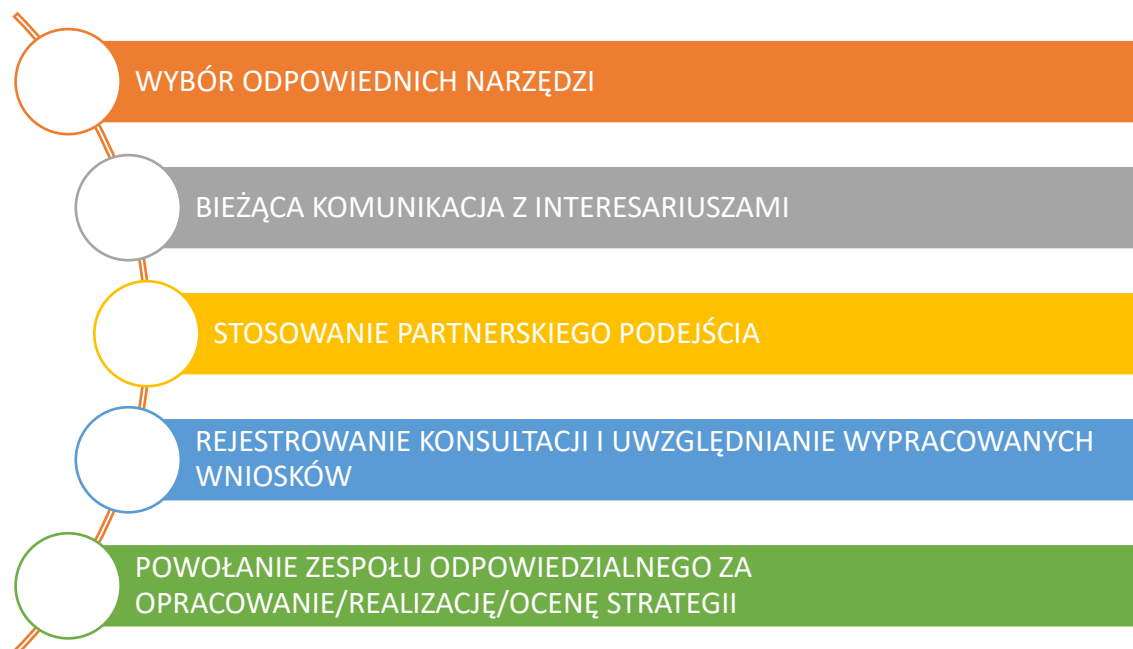 WYBÓR ODPOWIEDNICH NARZĘDZI
BIEŻĄCA KOMUNIKACJA Z INTERESARIUSZAMI
STOSOWANIE PARTNERSKIEGO PODEJŚCIA
REJESTROWANIE KONSULTACJI I UWZGLĘDNIANIE WYPRACOWANYCH
WNIOSKÓW
POWOŁANIE ZESPOŁU ODPOWIEDZIALNEGO ZA
OPRACOWANIE/REALIZACJĘ/OCENĘ STRATEGII